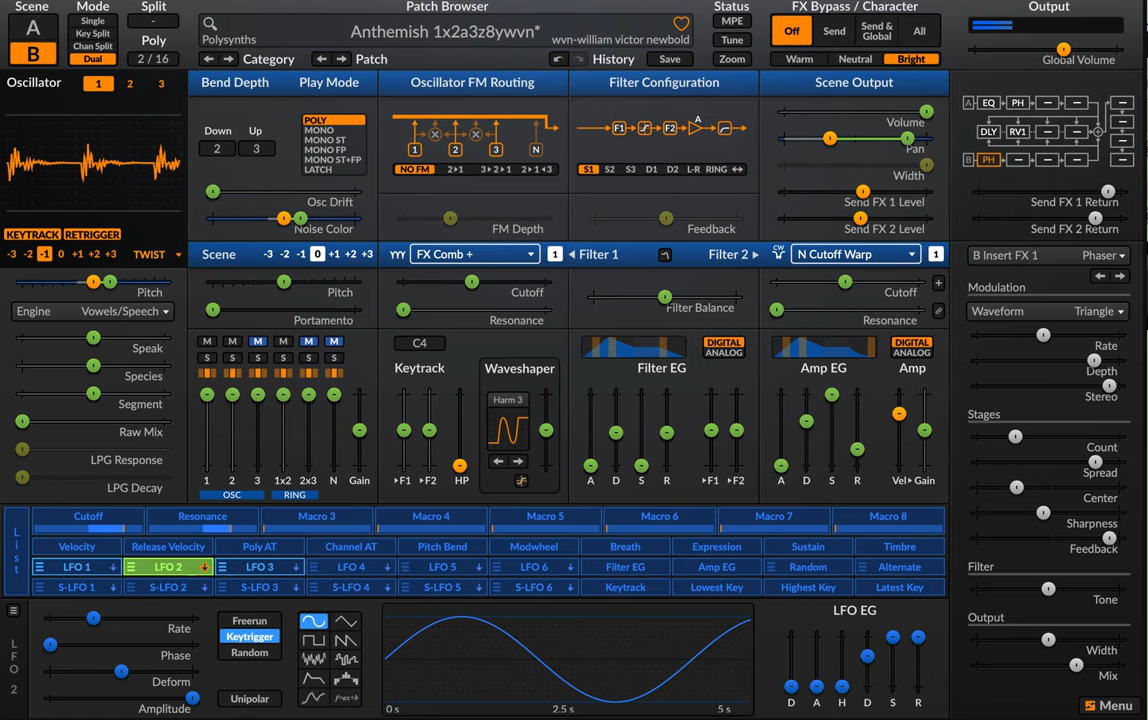 Scene Mode Split Patch Browser Status FX Bypass / Character Output
A B
Single
Key Split
Chan Split
Dual
-
Poly
2 / 16
Polysynths
Anthemish 1x2a3z8ywvn*
wvn-william victor newbold
Category Patch History Save
MPE
Tune
Zoom
Off Send Send & Global All
Warm Neutral Bright
Global Volume
Oscillator 1 2 3
Bend Depth Play Mode Oscillator FM Routing Filter Configuration Scene Output
Down Up
2 3
POLY
MONO
MONO ST
MONO FP
MONO ST+FP
LATCH
1 2 3 N
NO FM 2▸1 3▸2▸1 2▸1◂3
F1 F2 A
S1 S2 S3 D1 D2 L-R RING
Volume
Pan
Width
Send FX 1 Level
Send FX 2 Level
A EQ PH - -
DLY RV1 - -
B PH - - -
Send FX 1 Return
Send FX 2 Return
Osc Drift
Noise Color
FM Depth
Feedback
KEYTRACK RETRIGGER
-3 -2 -1 0 +1 +2 +3 TWIST
Scene -3 -2 -1 0 +1 +2 +3
FX Comb + 1
Filter 1 Filter 2
CW N Cutoff Warp 1
B Insert FX 1 Phaser
Pitch
Engine Vowels/Speech
Speak
Species
Segment
Raw Mix
LPG Response
LPG Decay
Pitch
Portamento
Cutoff
Resonance
Filter Balance
Cutoff
Resonance
M M M M M M
S S S S S S
1 2 3 1x2 2x3 N Gain
OSC RING
C4
Keytrack
▸F1 ▸F2 HP
Waveshaper
Harm 3
DIGITAL
ANALOG
Filter EG
A D S R ▸F1 ▸F2
DIGITAL
ANALOG
Amp EG Amp
A D S R Vel▸Gain
Modulation
Waveform Triangle
Rate
Depth
Stereo
Stages
Count
Spread
Center
Sharpness
Feedback
Filter
Tone
Output
Width
Mix
List
Cutoff Resonance Macro 3 Macro 4 Macro 5 Macro 6 Macro 7 Macro 8
Velocity Release Velocity Poly AT Channel AT Pitch Bend Modwheel Breath Expression Sustain Timbre
LFO 1 LFO 2 LFO 3 LFO 4 LFO 5 LFO 6 Filter EG Amp EG Random Alternate
S-LFO 1 S-LFO 2 S-LFO 3 S-LFO 4 S-LFO 5 S-LFO 6 Keytrack Lowest Key Highest Key Latest Key
LFO 2
Rate
Phase
Deform
Amplitude
Freerun
Keytrigger
Random
Unipolar
f=ax+b
0 s 2.5 s 5 s
LFO EG
D A H D S R
Menu